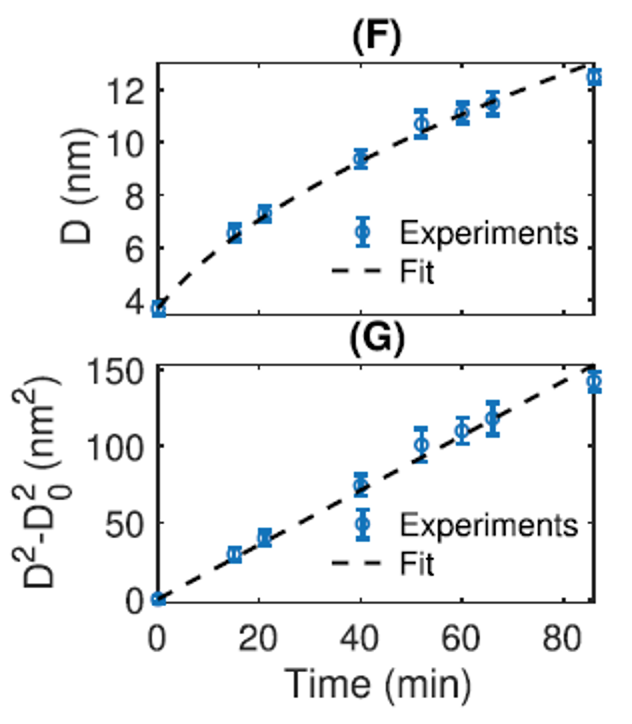 (F)
12
10
8
6
4
D (nm)
Experiments
Fit
(G)
150
100
50
0
D²-D₀² (nm²)
Experiments
Fit
0 20 40 60 80
Time (min)